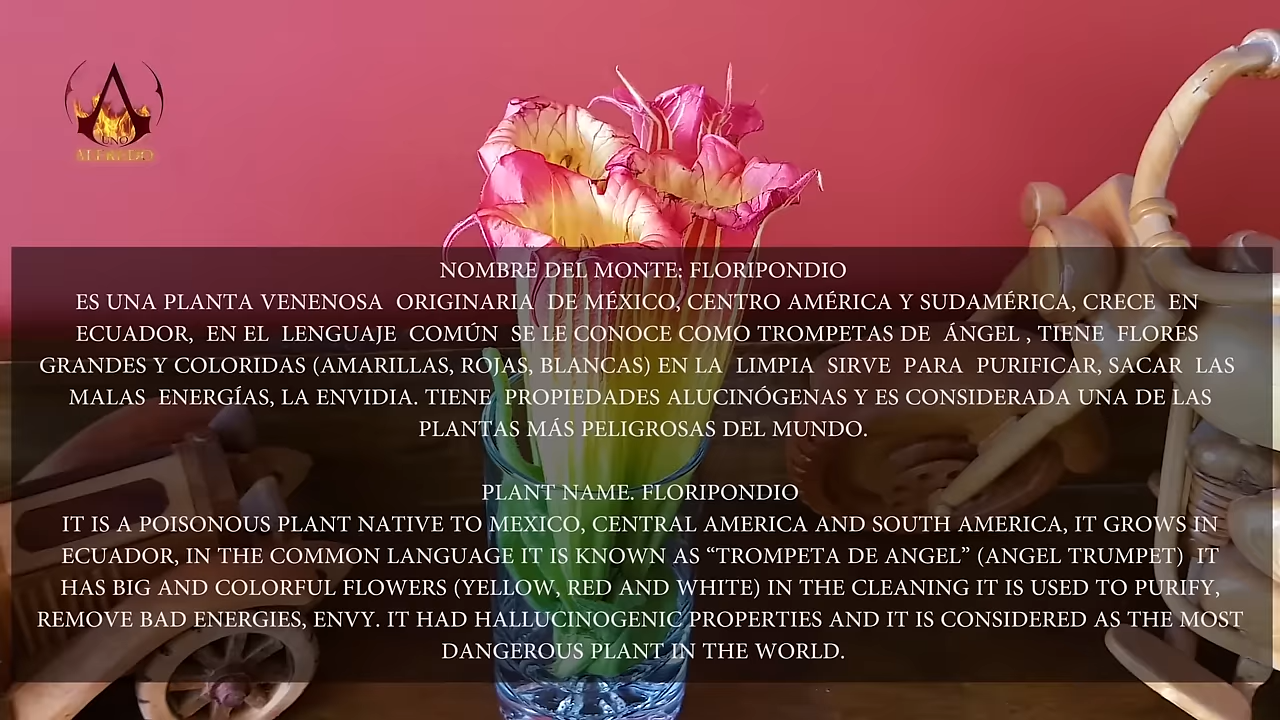 UNO
ALFREDO
NOMBRE DEL MONTE: FLORIPONDIO
ES UNA PLANTA VENENOSA ORIGINARIA DE MÉXICO, CENTRO AMÉRICA Y SUDAMÉRICA, CRECE EN
ECUADOR, EN EL LENGUAJE COMÚN SE LE CONOCE COMO TROMPETAS DE ÁNGEL , TIENE FLORES
GRANDES Y COLORIDAS (AMARILLAS, ROJAS, BLANCAS) EN LA LIMPIA SIRVE PARA PURIFICAR, SACAR LAS
MALAS ENERGÍAS, LA ENVIDIA. TIENE PROPIEDADES ALUCINÓGENAS Y ES CONSIDERADA UNA DE LAS
PLANTAS MÁS PELIGROSAS DEL MUNDO.
PLANT NAME. FLORIPONDIO
IT IS A POISONOUS PLANT NATIVE TO MEXICO, CENTRAL AMERICA AND SOUTH AMERICA, IT GROWS IN
ECUADOR, IN THE COMMON LANGUAGE IT IS KNOWN AS “TROMPETA DE ANGEL” (ANGEL TRUMPET) IT
HAS BIG AND COLORFUL FLOWERS (YELLOW, RED AND WHITE) IN THE CLEANING IT IS USED TO PURIFY,
REMOVE BAD ENERGIES, ENVY. IT HAD HALLUCINOGENIC PROPERTIES AND IT IS CONSIDERED AS THE MOST
DANGEROUS PLANT IN THE WORLD.